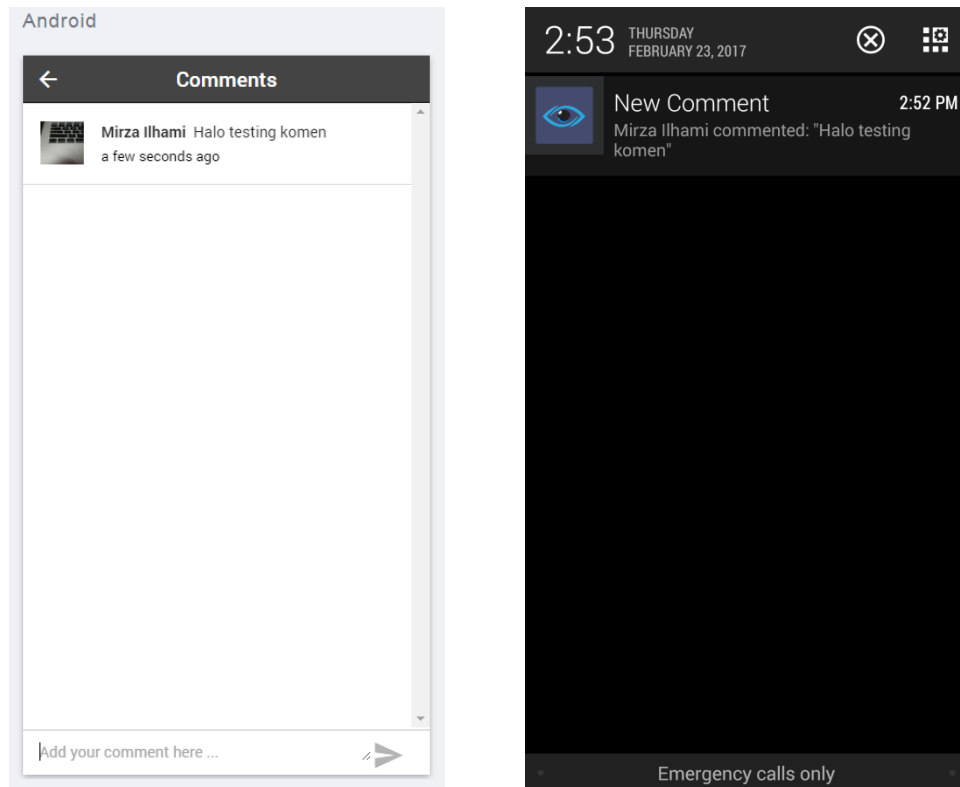 Android
Comments
Mirza Ilhami Halo testing komen
a few seconds ago
Add your comment here ...
2:53 THURSDAY
FEBRUARY 23, 2017
New Comment 2:52 PM
Mirza Ilhami commented: "Halo testing
komen"
Emergency calls only